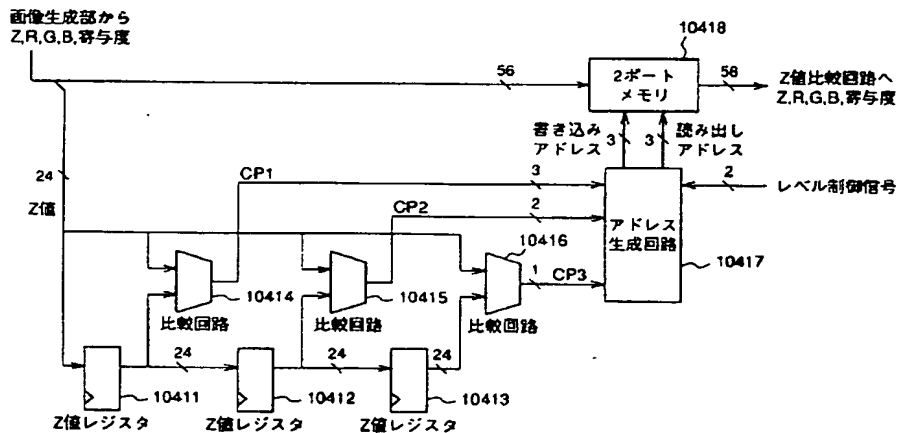 画像生成部から
Z,R,G,B,寄与度
10418
56
2ポート
メモリ
56
Z値比較回路へ
Z,R,G,B,寄与度
書き込み
アドレス
3
3
読み出し
アドレス
24
Z値
CP1
3
2
レベル制御信号
CP2
2
アドレス
生成回路
10416
1
CP3
10417
10414
10415
比較回路
比較回路
比較回路
24
24
24
10411
10412
10413
Z値レジスタ
Z値レジスタ
Z値レジスタ